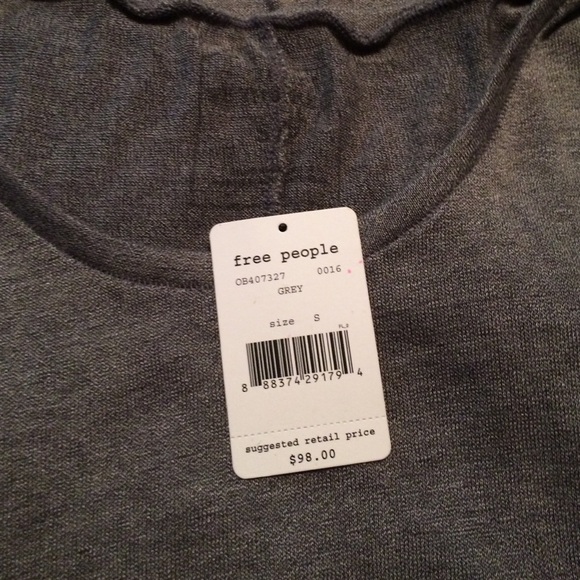 free people
OB407327 0016
GREY
size S
8 88374 29179 4
suggested retail price
$98.00